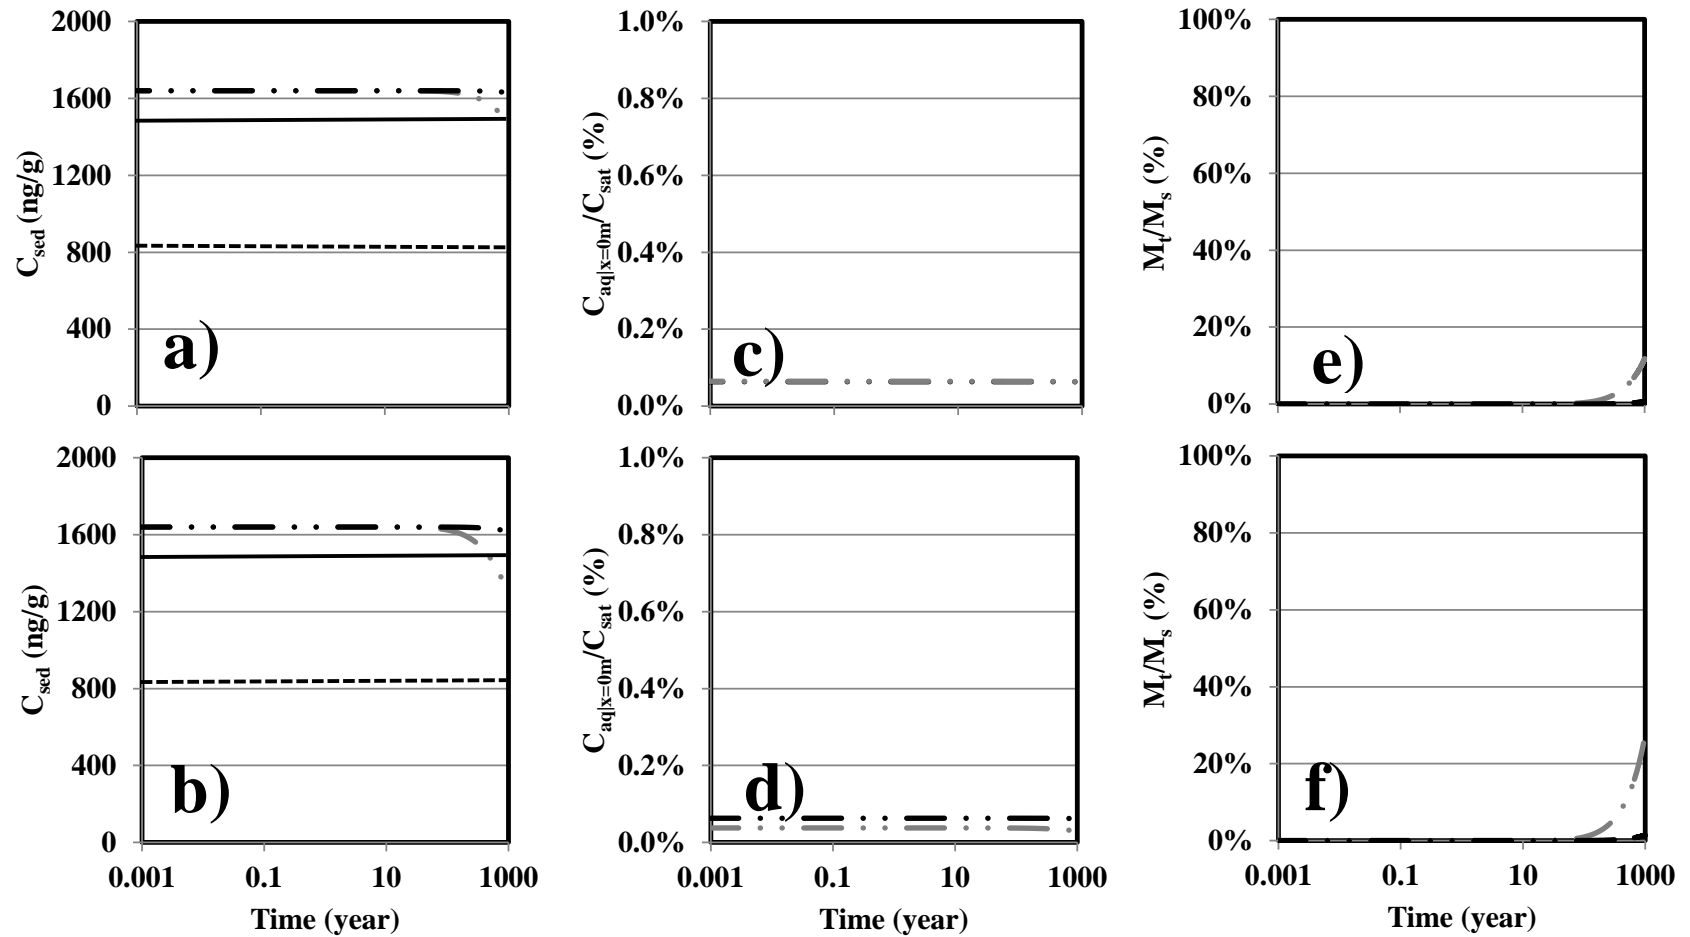 2000
1600
1200
800
400
0
C_sed (ng/g)
a)
1.0%
0.8%
0.6%
0.4%
0.2%
0.0%
C_aq|x=0m/C_sat (%)
c)
100%
80%
60%
40%
20%
0%
M_t/M_s (%)
e)
2000
1600
1200
800
400
0
C_sed (ng/g)
b)
0.001 0.1 10 1000
Time (year)
1.0%
0.8%
0.6%
0.4%
0.2%
0.0%
C_aq|x=0m/C_sat (%)
d)
0.001 0.1 10 1000
Time (year)
100%
80%
60%
40%
20%
0%
M_t/M_s (%)
f)
0.001 0.1 10 1000
Time (year)